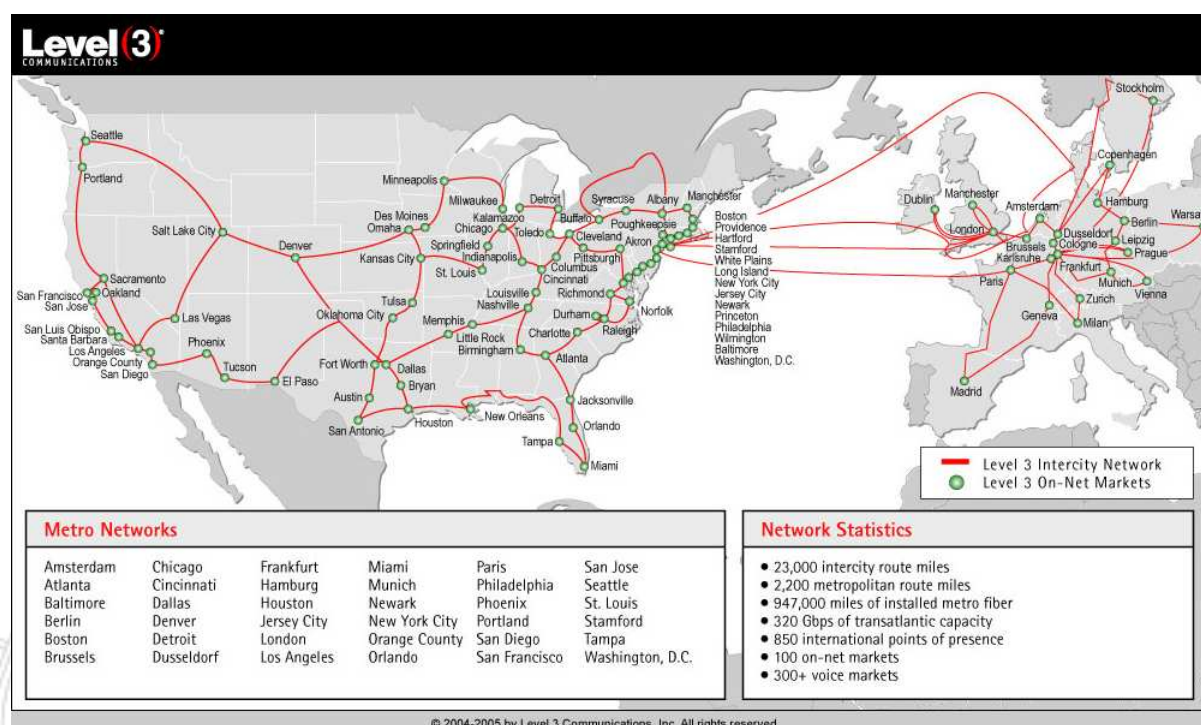 Level(3)
COMMUNICATIONS
Stockholm
Seattle
Copenhagen
Portland
Minneapolis
Milwaukee
Detroit
Syracuse
Albany
Manchester
Dublin
Manchester
Amsterdam
Hamburg
Kalamazoo
Buffalo
Poughkeepsie
Boston
Providence
Hartford
Stamford
White Plains
Long Island
New York City
Jersey City
Newark
Princeton
Philadelphia
Wilmington
Baltimore
Washington, D.C.
Berlin
Warsa
Des Moines
Omaha
Chicago
Toledo
Cleveland
Akron
London
Dusseldorf
Leipzig
Salt Lake City
Denver
Springfield
Indianapolis
Pittsburgh
Brussels
Cologne
Karlsruhe
Prague
Kansas City
St. Louis
Columbus
Cincinnati
Paris
Frankfurt
Munich
Vienna
Sacramento
San Francisco
Oakland
San Jose
Las Vegas
Tulsa
Oklahoma City
Louisville
Nashville
Richmond
Norfolk
Zurich
Geneva
Milan
San Luis Obispo
Santa Barbara
Los Angeles
Orange County
San Diego
Phoenix
Tucson
El Paso
Memphis
Little Rock
Birmingham
Durham
Raleigh
Charlotte
Atlanta
Fort Worth
Dallas
Bryan
Austin
San Antonio
Houston
New Orleans
Jacksonville
Orlando
Tampa
Miami
Madrid
Level 3 Intercity Network
Level 3 On-Net Markets
Metro Networks
Amsterdam Chicago Frankfurt Miami Paris San Jose
Atlanta Cincinnati Hamburg Munich Philadelphia Seattle
Baltimore Dallas Houston Newark Phoenix St. Louis
Berlin Denver Jersey City New York City Portland Stamford
Boston Detroit London Orange County San Diego Tampa
Brussels Dusseldorf Los Angeles Orlando San Francisco Washington, D.C.
Network Statistics
• 23,000 intercity route miles
• 2,200 metropolitan route miles
• 947,000 miles of installed metro fiber
• 320 Gbps of transatlantic capacity
• 850 international points of presence
• 100 on-net markets
• 300+ voice markets
© 2004-2005 by Level 3 Communications, Inc. All rights reserved